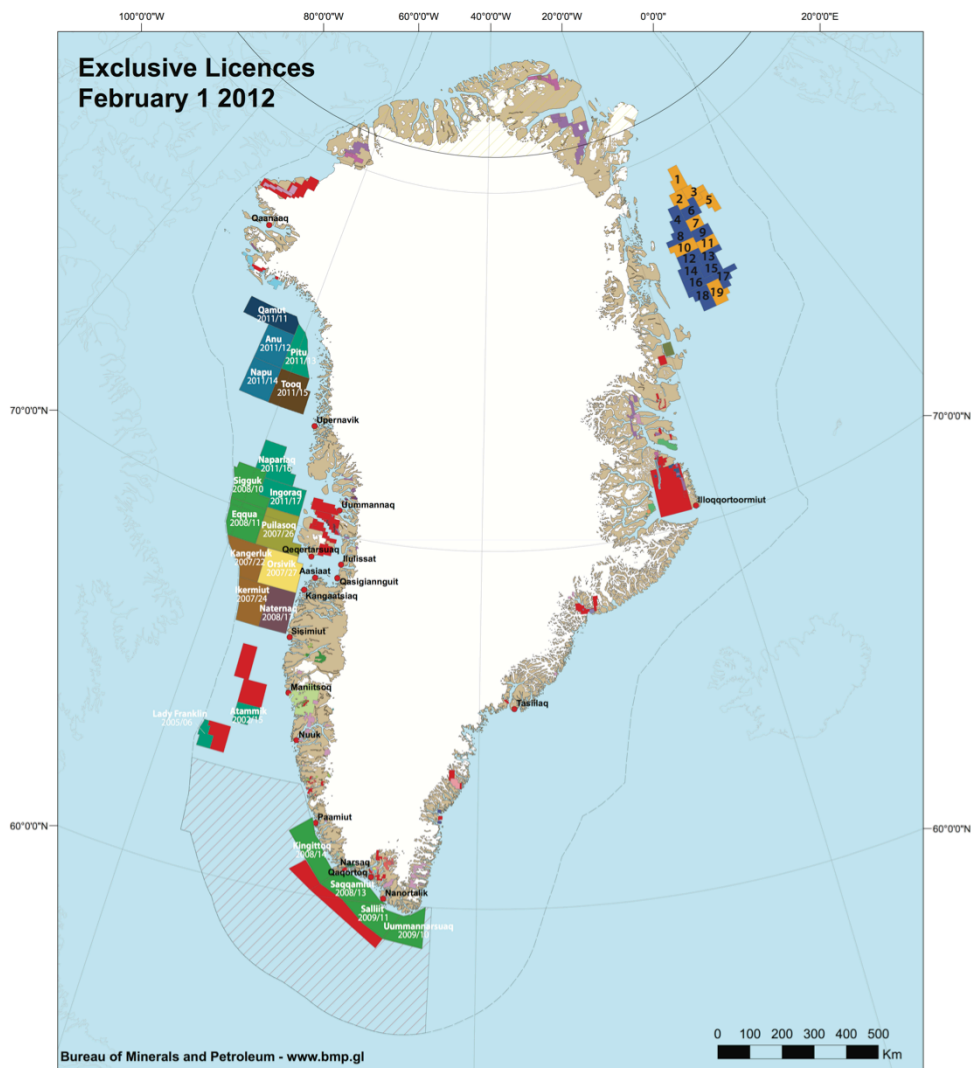 100°0'0"W
80°0'0"W
60°0'0"W
40°0'0"W
20°0'0"W
0°0'0"
20°0'0"E
Exclusive Licences
February 1 2012
Qaanaaq
1
2
3
5
4
6
7
8
9
10
11
12
13
14
15
16
17
18
19
Qamut
2011/11
Anu
2011/12
Pitu
2011/13
Napu
2011/14
Tooq
2011/15
70°0'0"N
70°0'0"N
Upernavik
Napariaq
2011/16
Sigguk
2008/10
Ingoraq
2011/17
Uummannaq
Illoqqortoormiut
Eqqua
2008/11
Puilasoq
2007/26
Qeqertarsuaq
Kangerluk
2007/22
Orsivik
2007/27
Ilulissat
Aasiaat
Qasigiannguit
Kangaatsiaq
Ikermiut
2007/24
Naternaq
2008/17
Sisimiut
Maniitsoq
Lady Franklin
2005/06
Atammik
2002/15
Tasiilaq
Nuuk
60°0'0"N
60°0'0"N
Paamiut
Kingittoq
2008/14
Narsaq
Qaqortoq
Saqqamiut
2008/13
Nanortalik
Salliit
2009/11
Uummannarsuaq
2009/10
0 100 200 300 400 500
Km
Bureau of Minerals and Petroleum - www.bmp.gl